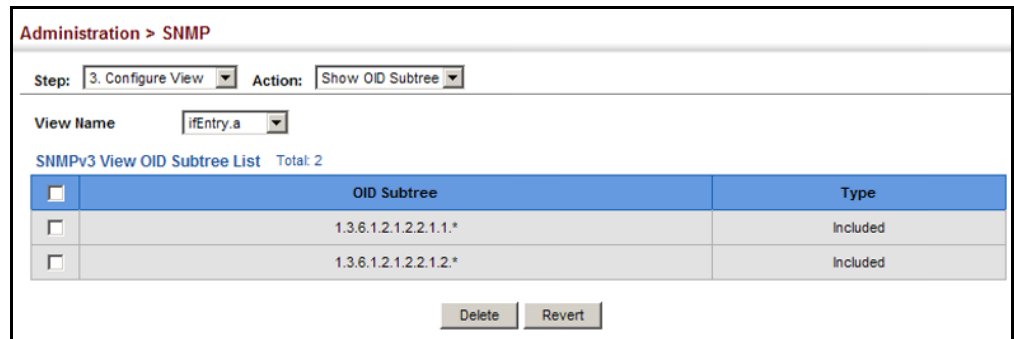 Administration > SNMP
Step: 3. Configure View Action: Show OID Subtree
View Name ifEntry.a
SNMPv3 View OID Subtree List Total: 2
OID Subtree Type
1.3.6.1.2.1.2.2.1.1.* Included
1.3.6.1.2.1.2.2.1.2.* Included
Delete Revert